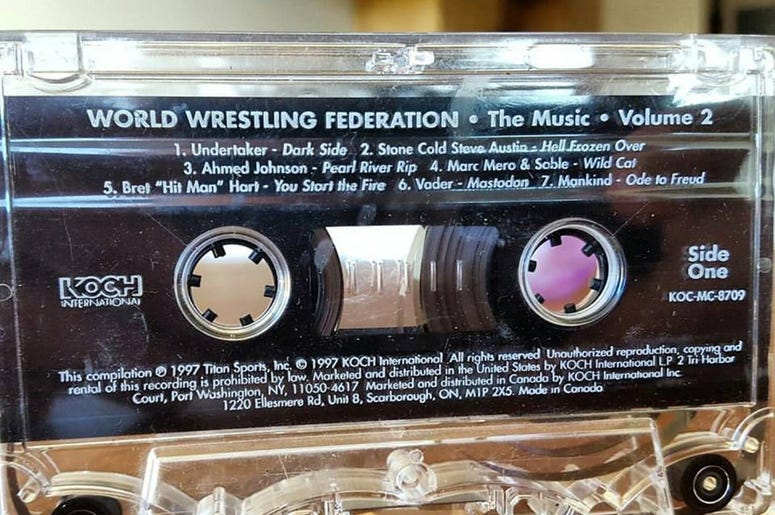 WORLD WRESTLING FEDERATION • The Music • Volume 2
1. Undertaker - Dark Side 2. Stone Cold Steve Austin - Hell Frozen Over
3. Ahmed Johnson - Pearl River Rip 4. Marc Mero & Sable - Wild Cat
5. Bret "Hit Man" Hart - You Start the Fire 6. Vader - Mastodon 7. Mankind - Ode to Freud
KOCH
INTERNATIONAL
Side
One
KOC-MC-8709
This compilation ℗ 1997 Titan Sports, Inc. © 1997 KOCH International All rights reserved Unauthorized reproduction, copying and
rental of this recording is prohibited by law. Marketed and distributed in the United States by KOCH International LP 2 Tri Harbor
Court, Port Washington, NY, 11050-4617 Marketed and distributed in Canada by KOCH International Inc
1220 Ellesmere Rd, Unit 8, Scarborough, ON, M1P 2X5. Made in Canada